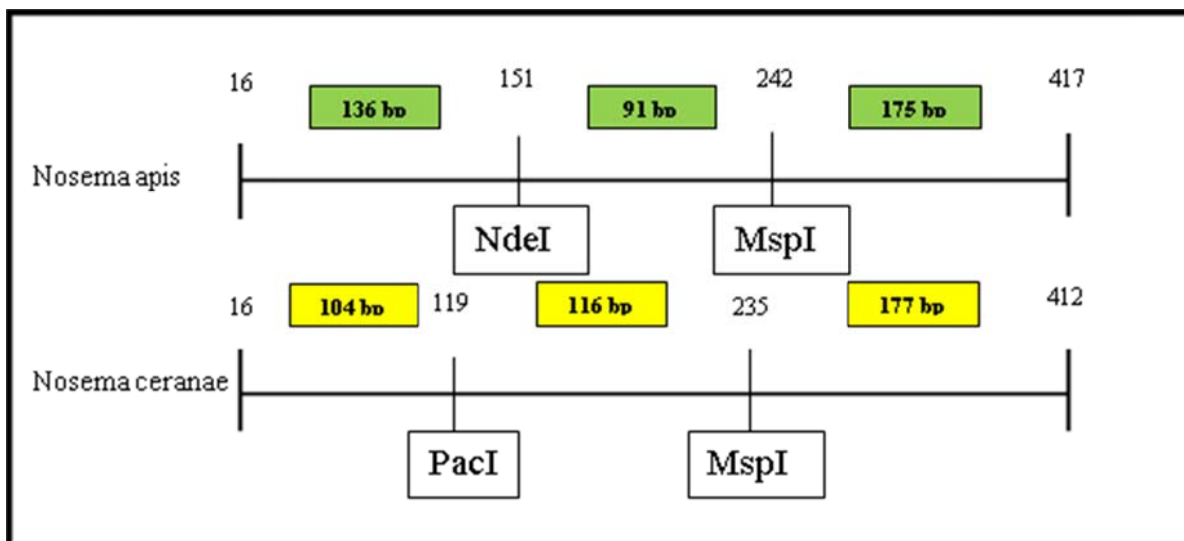 16 151 242 417
136 bp 91 bp 175 bp
Nosema apis
NdeI MspI
16 104 bp 119 116 bp 235 177 bp 412
Nosema ceranae
PacI MspI